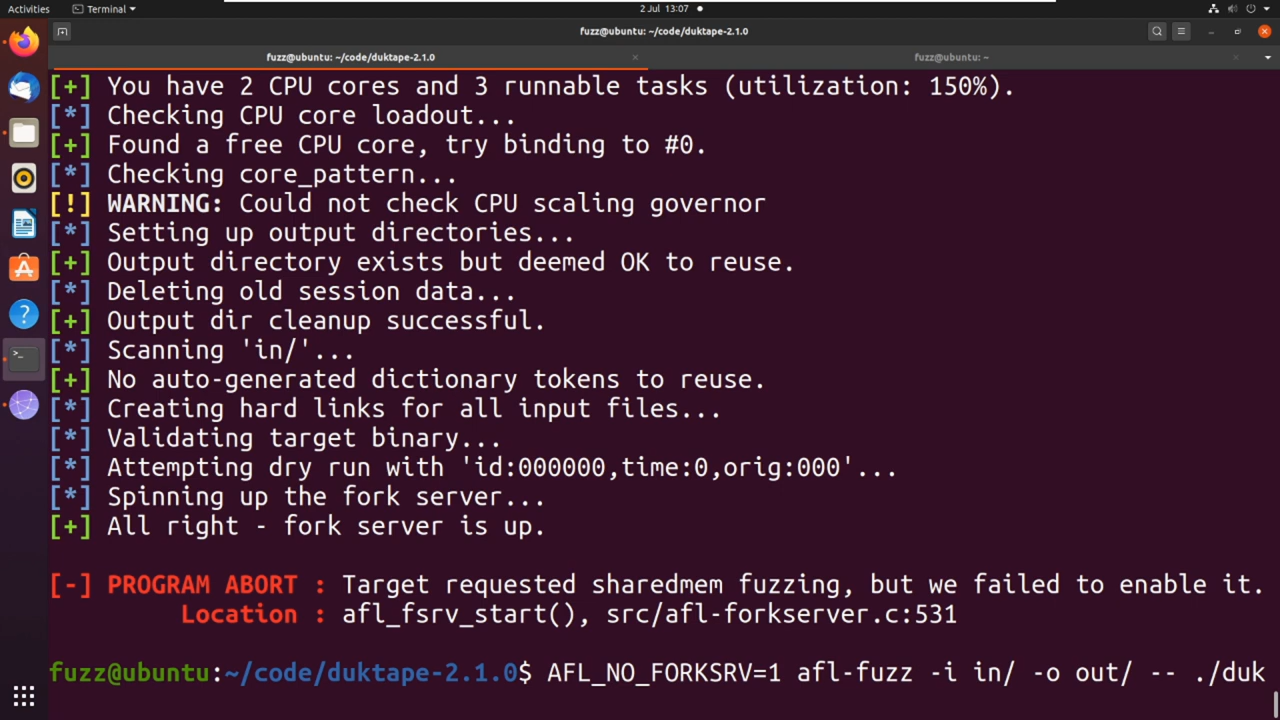 Activities Terminal 2 Jul 13:07
fuzz@ubuntu: ~/code/duktape-2.1.0
fuzz@ubuntu: ~/code/duktape-2.1.0 fuzz@ubuntu: ~
[+] You have 2 CPU cores and 3 runnable tasks (utilization: 150%).
[*] Checking CPU core loadout...
[+] Found a free CPU core, try binding to #0.
[*] Checking core_pattern...
[!] WARNING: Could not check CPU scaling governor
[*] Setting up output directories...
[+] Output directory exists but deemed OK to reuse.
[*] Deleting old session data...
[+] Output dir cleanup successful.
[*] Scanning 'in/'...
[+] No auto-generated dictionary tokens to reuse.
[*] Creating hard links for all input files...
[*] Validating target binary...
[*] Attempting dry run with 'id:000000,time:0,orig:000'...
[*] Spinning up the fork server...
[+] All right - fork server is up.
[-] PROGRAM ABORT : Target requested sharedmem fuzzing, but we failed to enable it.
Location : afl_fsrv_start(), src/afl-forkserver.c:531
fuzz@ubuntu:~/code/duktape-2.1.0$ AFL_NO_FORKSRV=1 afl-fuzz -i in/ -o out/ -- ./duk